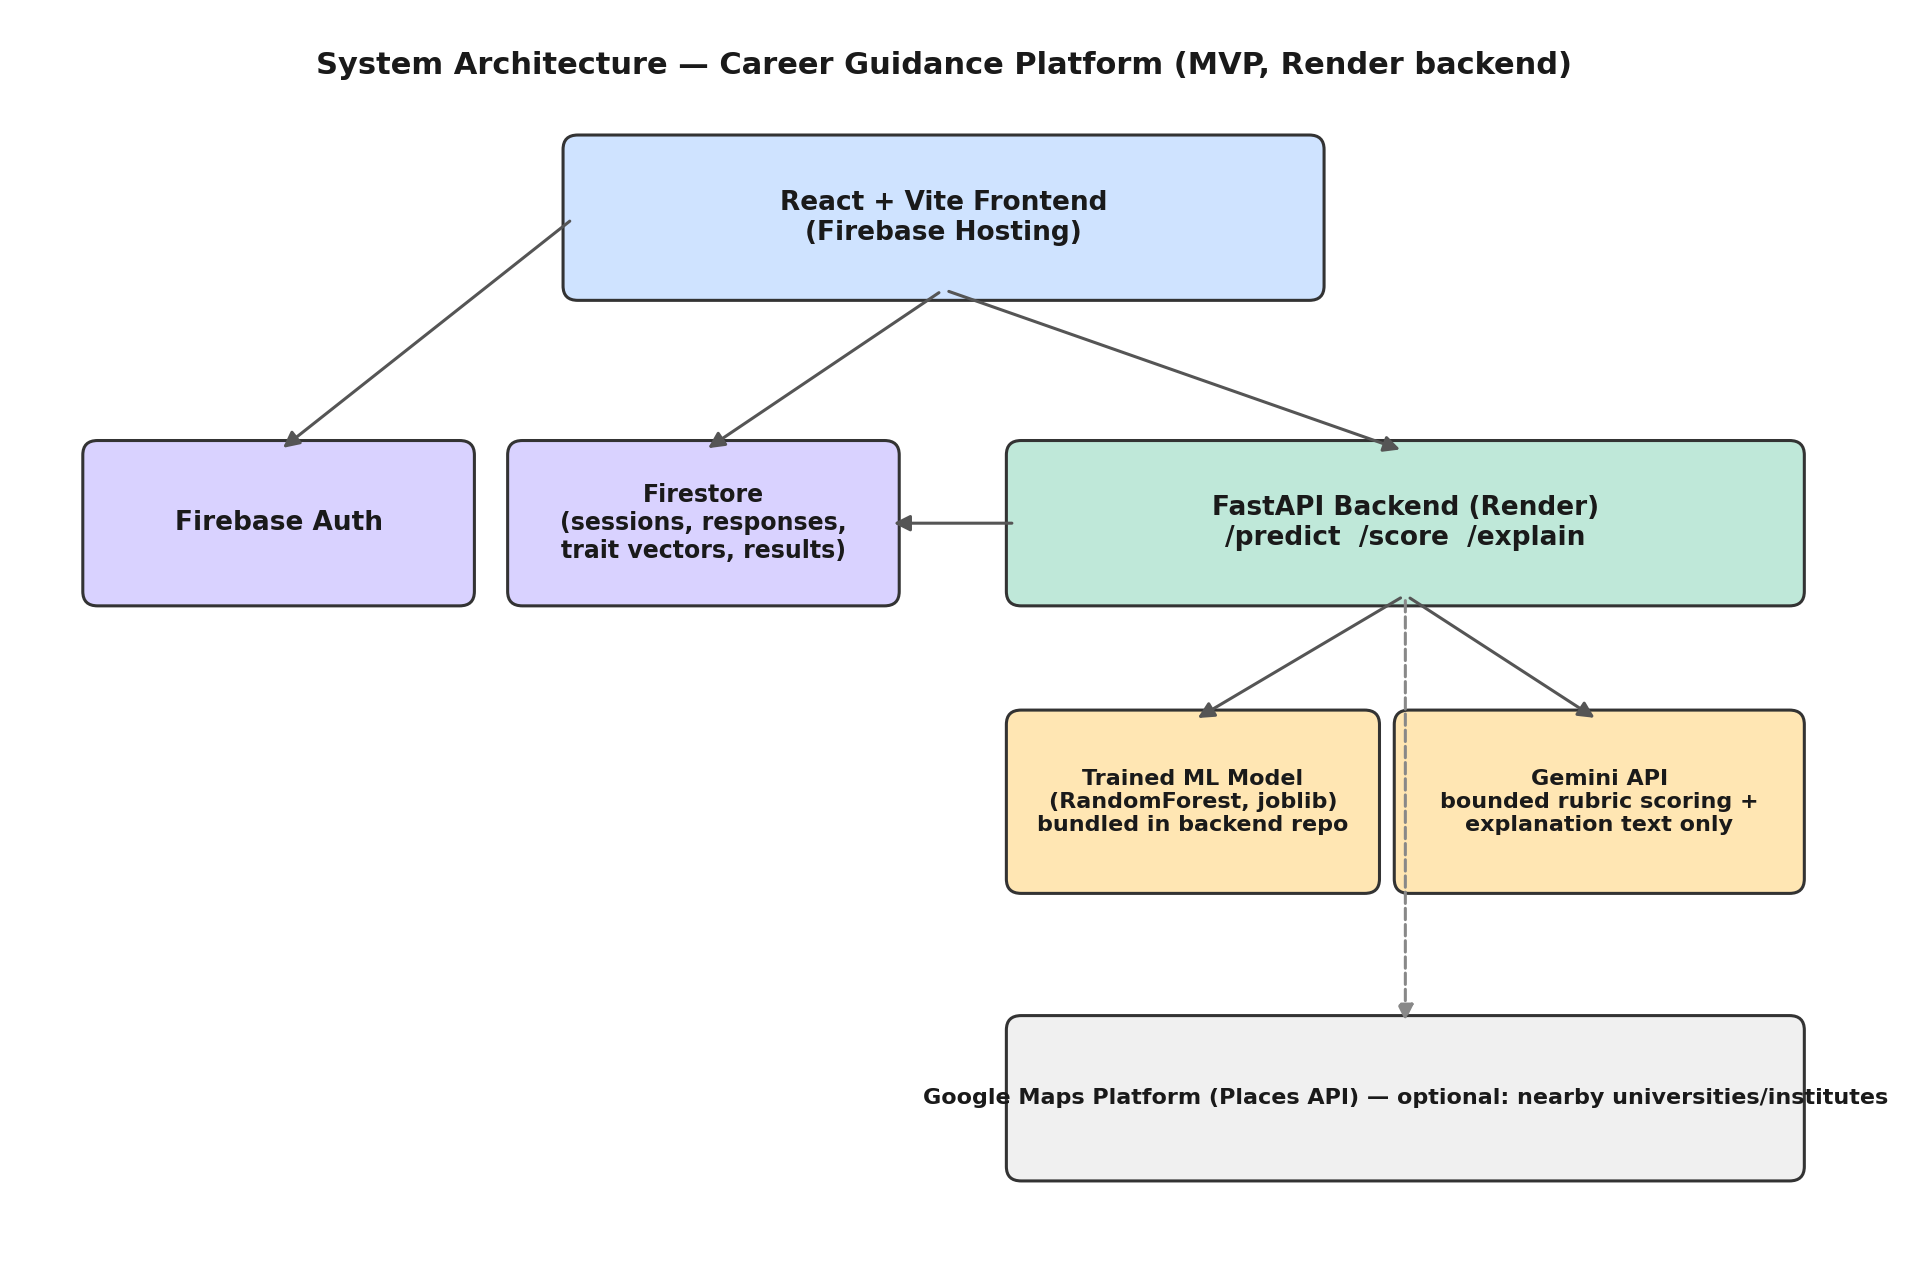 System Architecture — Career Guidance Platform (MVP, Render backend)
React + Vite Frontend
(Firebase Hosting)
Firebase Auth
Firestore
(sessions, responses,
trait vectors, results)
FastAPI Backend (Render)
/predict  /score  /explain
Trained ML Model
(RandomForest, joblib)
bundled in backend repo
Gemini API
bounded rubric scoring +
explanation text only
Google Maps Platform (Places API) — optional: nearby universities/institutes